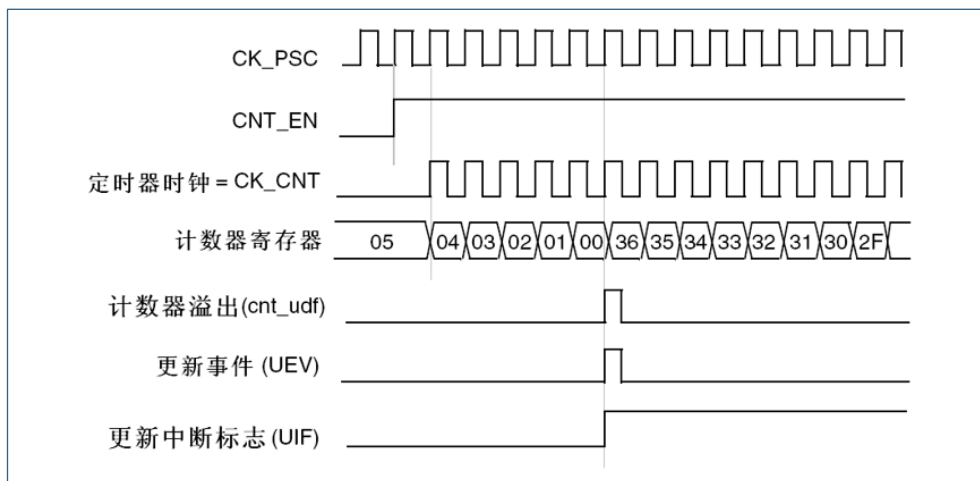 CK_PSC
CNT_EN
定时器时钟 = CK_CNT
计数器寄存器 05 04 03 02 01 00 36 35 34 33 32 31 30 2F
计数器溢出(cnt_udf)
更新事件 (UEV)
更新中断标志 (UIF)